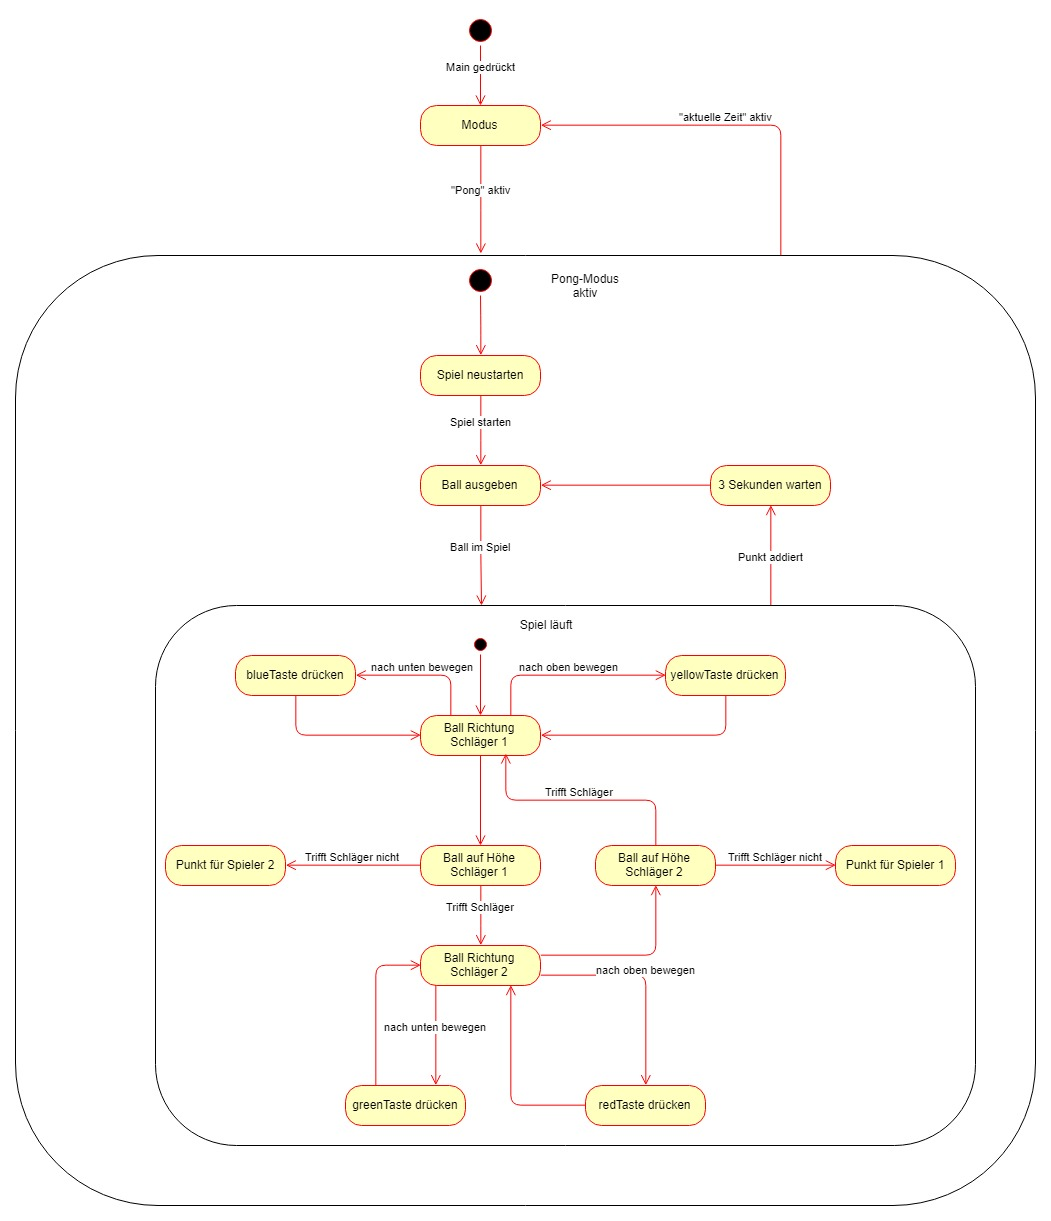 Main gedrückt
"aktuelle Zeit" aktiv
Modus
"Pong" aktiv
Pong-Modus
aktiv
Spiel neustarten
Spiel starten
Ball ausgeben
3 Sekunden warten
Ball im Spiel
Punkt addiert
Spiel läuft
nach unten bewegen
nach oben bewegen
blueTaste drücken
yellowTaste drücken
Ball Richtung
Schläger 1
Trifft Schläger
Punkt für Spieler 2
Trifft Schläger nicht
Ball auf Höhe
Schläger 1
Ball auf Höhe
Schläger 2
Trifft Schläger nicht
Punkt für Spieler 1
Trifft Schläger
Ball Richtung
Schläger 2
nach oben bewegen
nach unten bewegen
greenTaste drücken
redTaste drücken